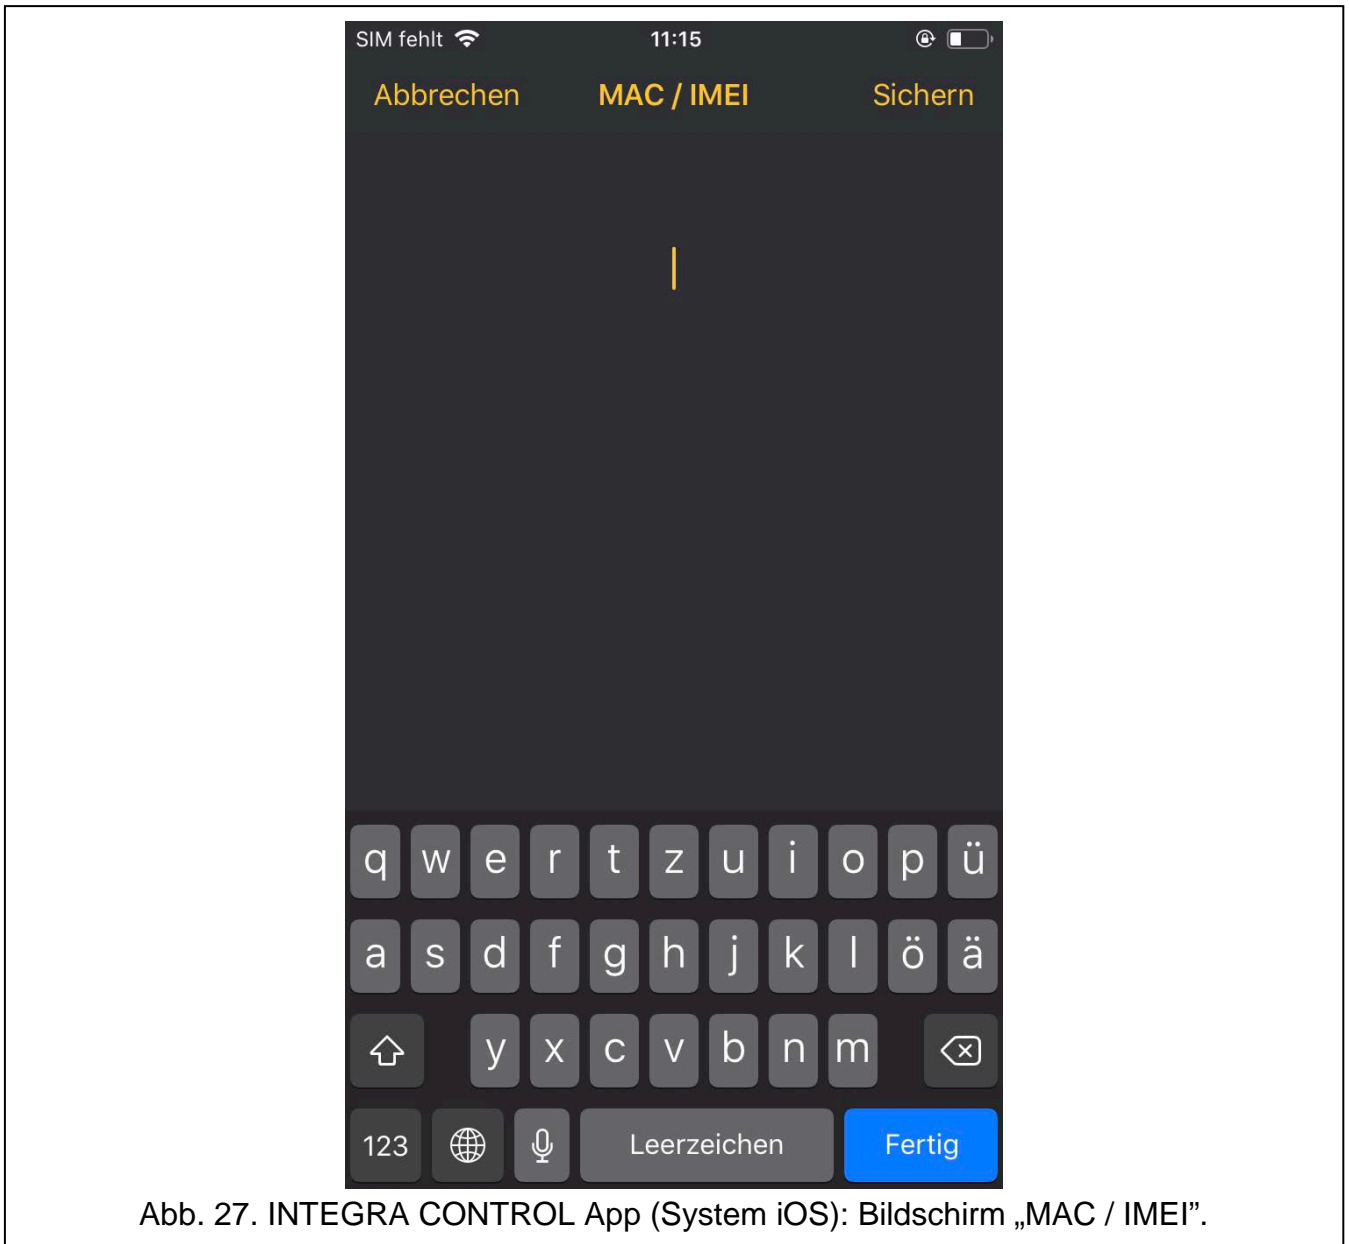 SIM fehlt 11:15
Abbrechen MAC / IMEI Sichern
q w e r t z u i o p ü
a s d f g h j k l ö ä
y x c v b n m
123 Leerzeichen Fertig
Abb. 27. INTEGRA CONTROL App (System iOS): Bildschirm „MAC / IMEI”.